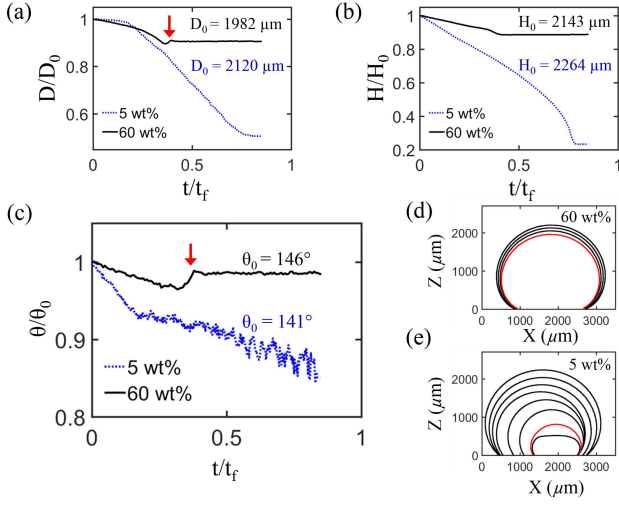 (a)
D/D₀
1
0.8
0.6
D₀ = 1982 µm
D₀ = 2120 µm
5 wt%
60 wt%
0
0.5
1
t/t_f
(b)
H/H₀
1
0.8
0.6
0.4
0.2
H₀ = 2143 µm
H₀ = 2264 µm
5 wt%
60 wt%
0
0.5
1
t/t_f
(c)
θ/θ₀
1
0.9
0.8
θ₀ = 146°
θ₀ = 141°
5 wt%
60 wt%
0
0.5
1
t/t_f
(d)
60 wt%
Z (µm)
2000
1000
0
0 1000 2000 3000
X (µm)
(e)
5 wt%
Z (µm)
2000
1000
0
0 1000 2000 3000
X (µm)